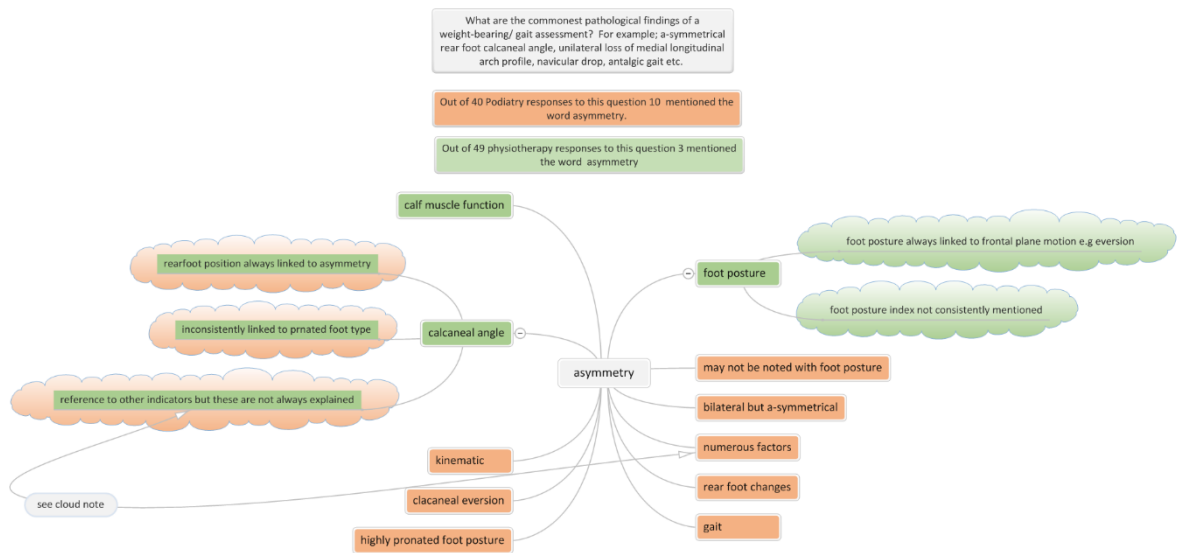 What are the commonest pathological findings of a
weight-bearing/ gait assessment?  For example; a-symmetrical
rear foot calcaneal angle, unilateral loss of medial longitudinal
arch profile, navicular drop, antalgic gait etc.
Out of 40 Podiatry responses to this question 10  mentioned the
word asymmetry.
Out of 49 physiotherapy responses to this question 3 mentioned
the word  asymmetry
calf muscle function
rearfoot position always linked to asymmetry
inconsistently linked to prnated foot type
calcaneal angle
reference to other indicators but these are not always explained
see cloud note
kinematic
clacaneal eversion
highly pronated foot posture
asymmetry
foot posture
foot posture always linked to frontal plane motion e.g eversion
foot posture index not consistently mentioned
may not be noted with foot posture
bilateral but a-symmetrical
numerous factors
rear foot changes
gait